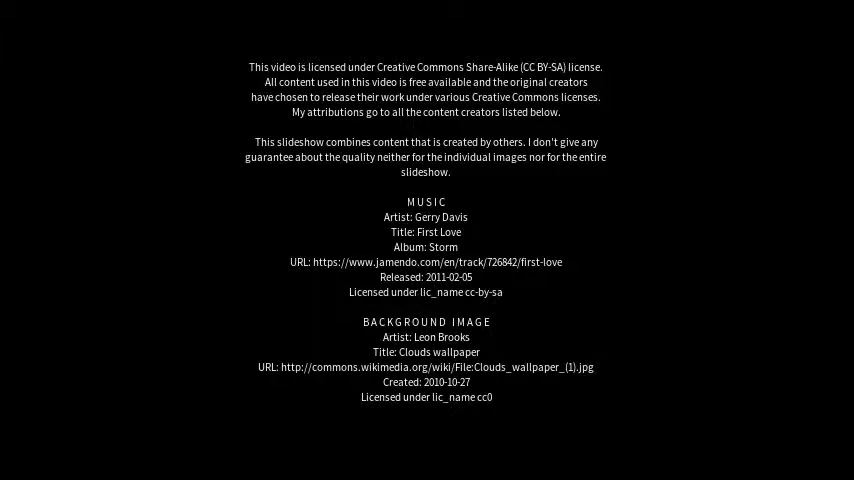 This video is licensed under Creative Commons Share-Alike (CC BY-SA) license.
All content used in this video is free available and the original creators
have chosen to release their work under various Creative Commons licenses.
My attributions go to all the content creators listed below.
This slideshow combines content that is created by others. I don't give any
guarantee about the quality neither for the individual images nor for the entire
slideshow.
MUSIC
Artist: Gerry Davis
Title: First Love
Album: Storm
URL: https://www.jamendo.com/en/track/726842/first-love
Released: 2011-02-05
Licensed under lic_name cc-by-sa
BACKGROUND IMAGE
Artist: Leon Brooks
Title: Clouds wallpaper
URL: http://commons.wikimedia.org/wiki/File:Clouds_wallpaper_(1).jpg
Created: 2010-10-27
Licensed under lic_name cc0